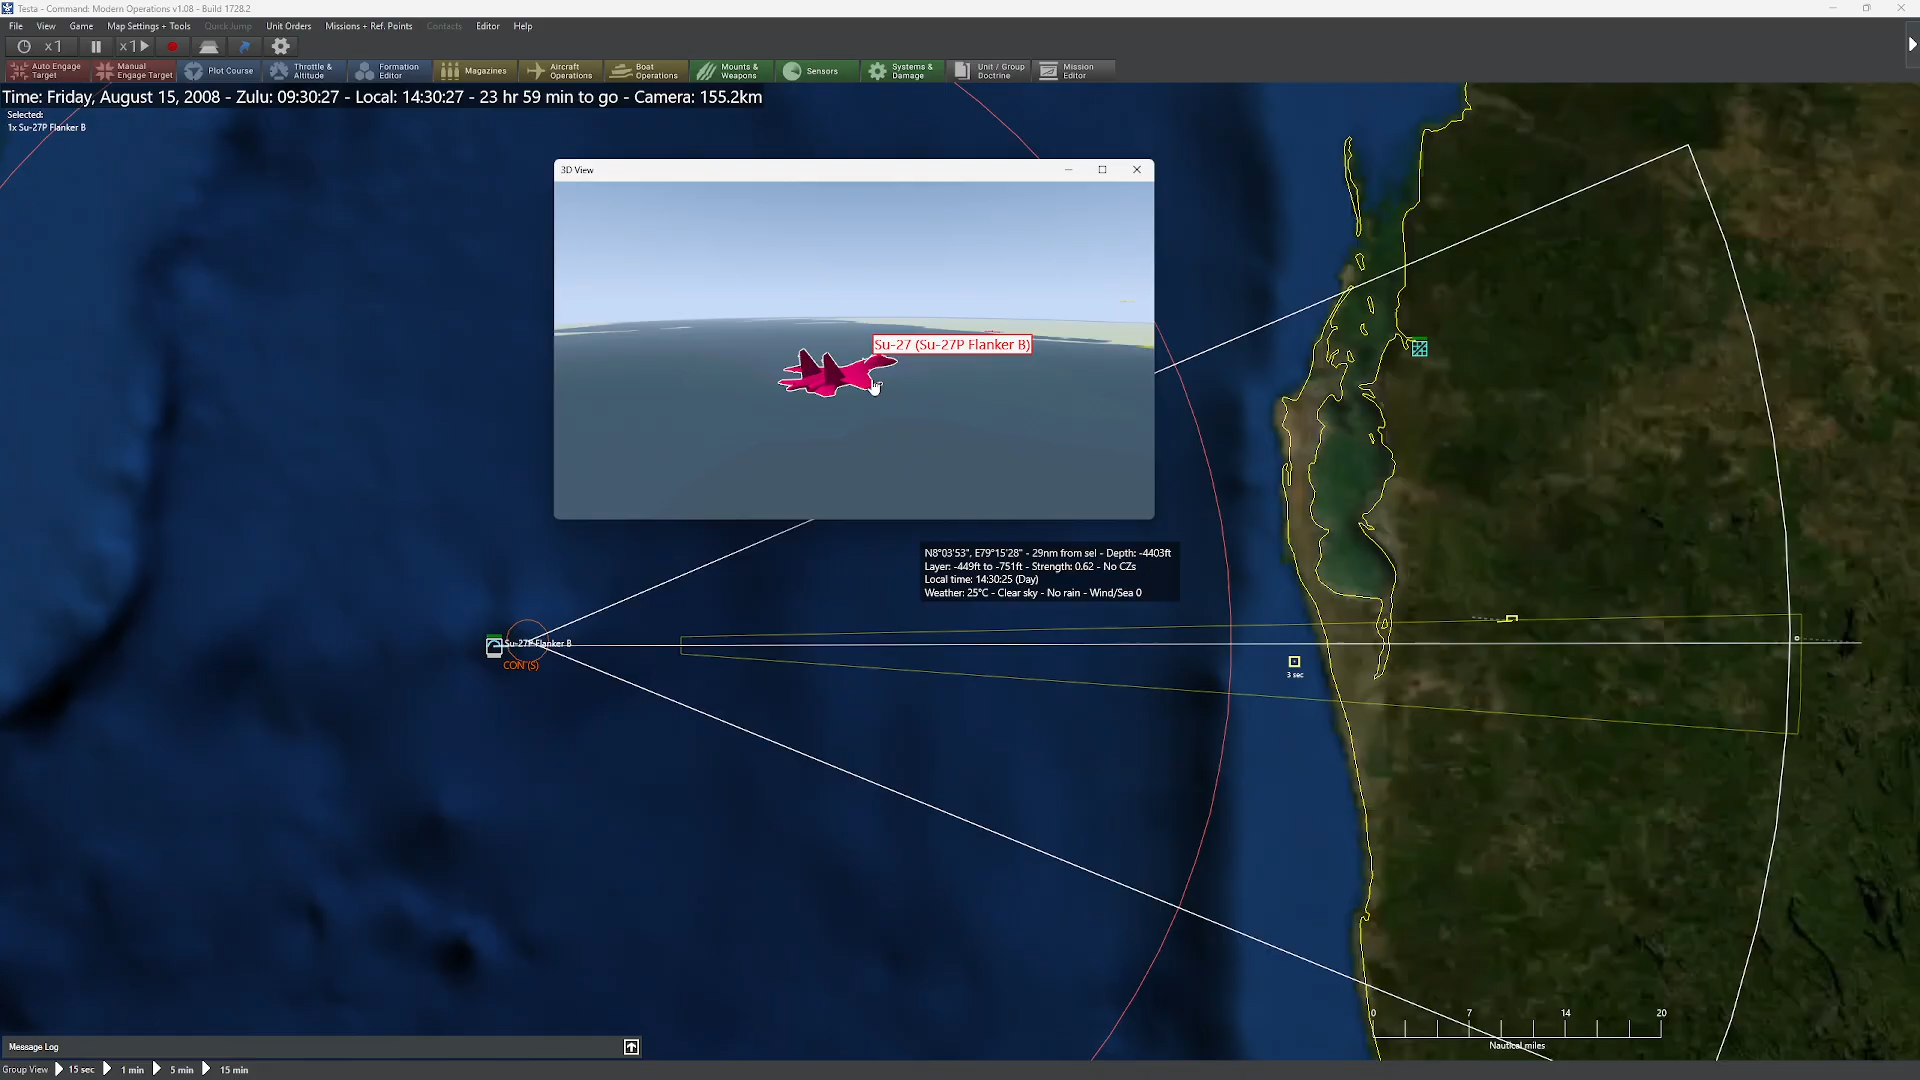 Testa - Command: Modern Operations v1.08 - Build 1728.2
File View Game Map Settings + Tools Quick Jump Unit Orders Missions + Ref. Points Contacts Editor Help
x1 x1
Auto Engage
Target
Manual
Engage Target
Plot Course
Throttle &
Altitude
Formation
Editor
Magazines
Aircraft
Operations
Boat
Operations
Mounts &
Weapons
Sensors
Systems &
Damage
Unit / Group
Doctrine
Mission
Editor
Time: Friday, August 15, 2008 - Zulu: 09:30:27 - Local: 14:30:27 - 23 hr 59 min to go - Camera: 155.2km
Selected:
1x Su-27P Flanker B
3D View
Su-27 (Su-27P Flanker B)
N8°03'53", E79°15'28" - 29nm from sel - Depth: -4403ft
Layer: -449ft to -751ft - Strength: 0.62 - No CZs
Local time: 14:30:25 (Day)
Weather: 25°C - Clear sky - No rain - Wind/Sea 0
Su-27P Flanker B
CON (S)
3 sec
0 7 14 20
Nautical miles
Message Log
Group View 15 sec 1 min 5 min 15 min